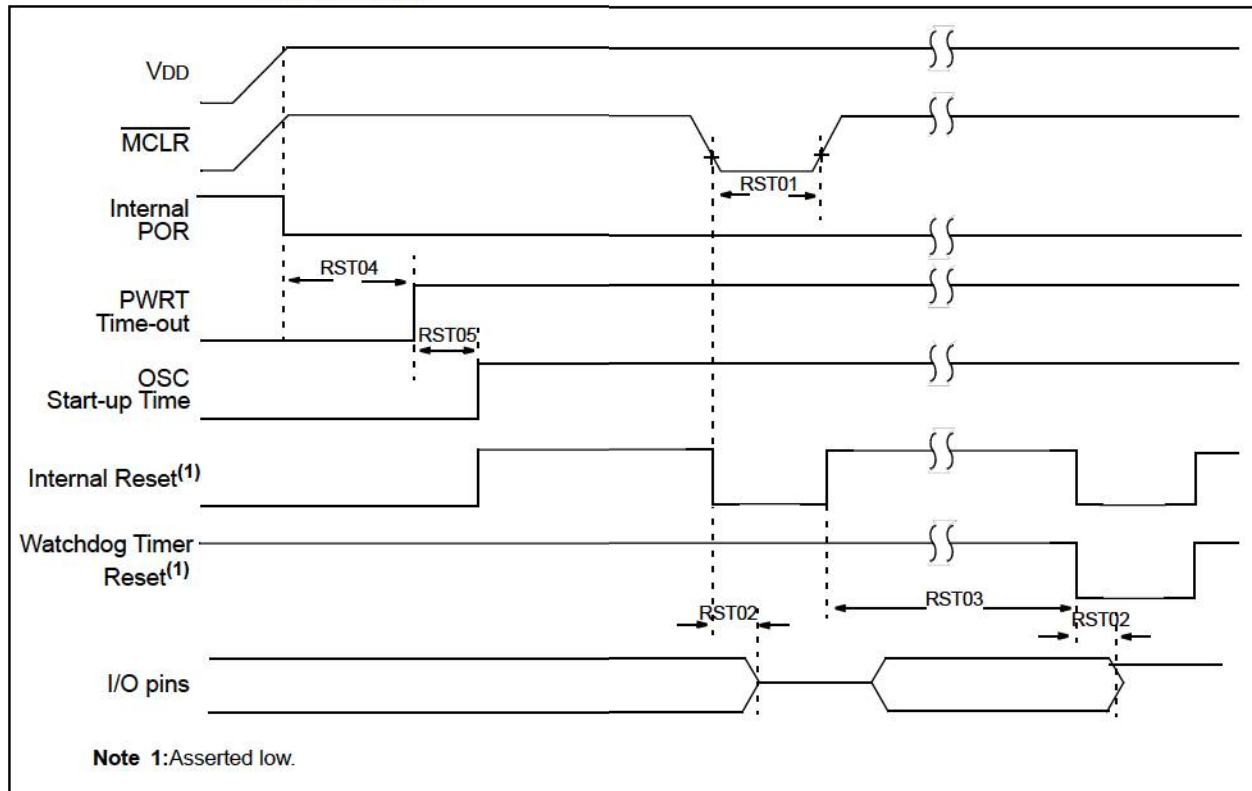 VDD
MCLR
RST01
Internal
POR
RST04
PWRT
Time-out
RST05
OSC
Start-up Time
Internal Reset(1)
Watchdog Timer
Reset(1)
RST03
RST02
RST02
I/O pins
Note 1:Asserted low.